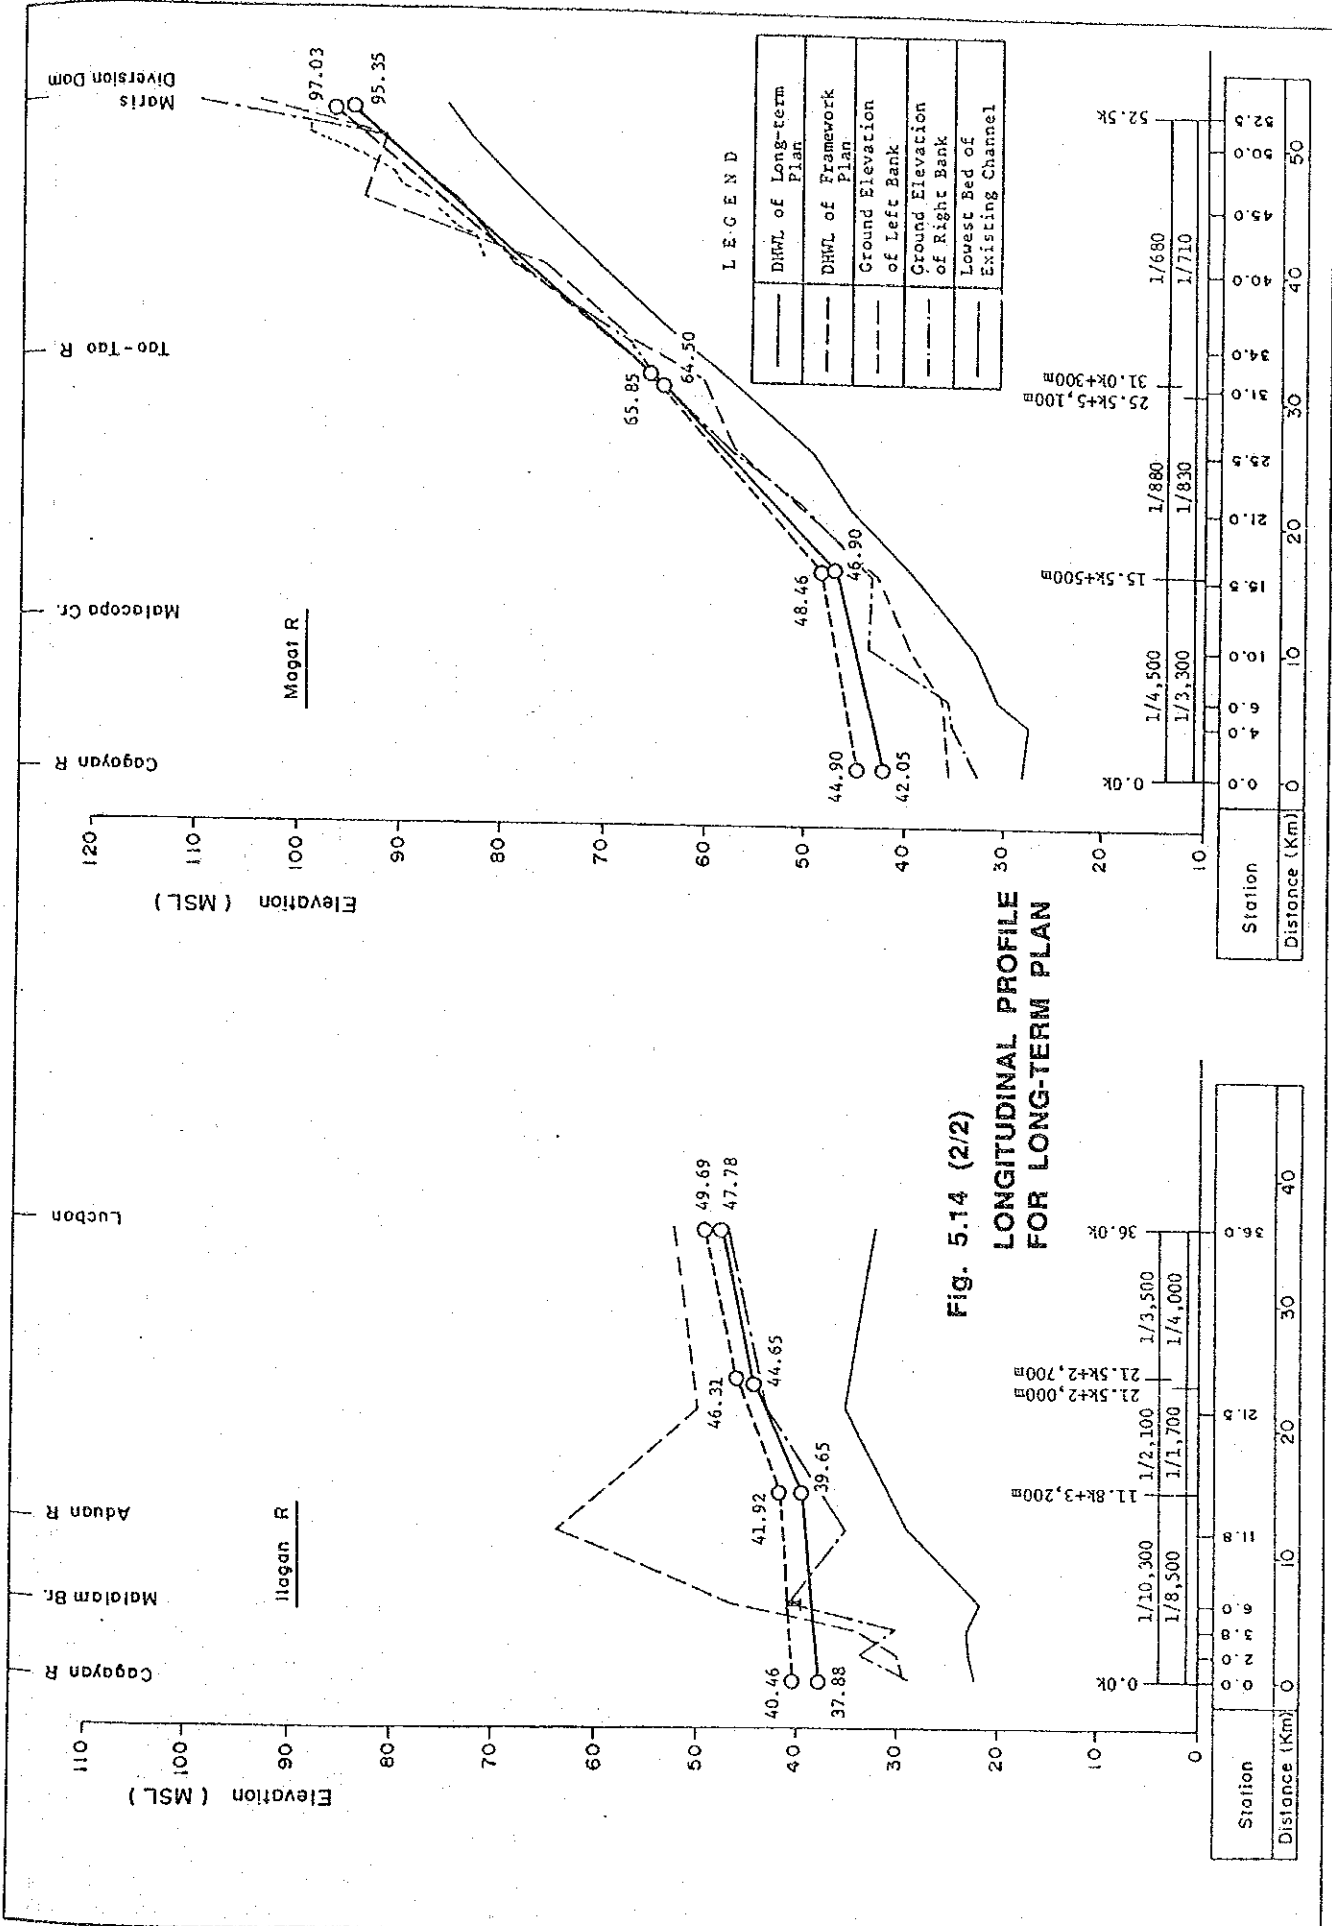 Cagayan R
Malalam Br.
Aduan R
Lucban
Ilagan R
Elevation ( MSL )
110
100
90
80
70
60
50
40
30
20
10
0
40.46
37.88
41.92
39.65
46.31
44.65
49.69
47.78
0.0k
11.8k+3,200m
21.5k+2,000m
21.5k+2,700m
36.0k
1/10,300
1/2,100
1/3,500
1/8,500
1/1,700
1/4,000
Station
0.0
2.0
3.8
6.0
11.8
21.5
36.0
Distance (Km)
0
10
20
30
40
Fig. 5.14 (2/2)
LONGITUDINAL PROFILE
FOR LONG-TERM PLAN
Cagayan R
Malacopa Cr.
Tao-Tao R
Maris
Diversion Dam
Magat R
Elevation ( MSL )
120
100
90
80
70
60
50
40
30
20
10
44.90
42.05
48.46
46.90
65.85
64.50
97.03
95.35
LEGEND
DHWL of Long-term
Plan
DHWL of Framework
Plan
Ground Elevation
of Left Bank
Ground Elevation
of Right Bank
Lowest Bed of
Existing Channel
0.0k
15.5k+500m
25.5k+5,100m
31.0k+300m
52.5k
1/4,500
1/880
1/680
1/3,300
1/830
1/710
Station
0.0
4.0
6.0
10.0
15.5
21.0
25.5
31.0
34.0
40.0
45.0
50.0
52.5
Distance (Km)
0
10
20
30
40
50